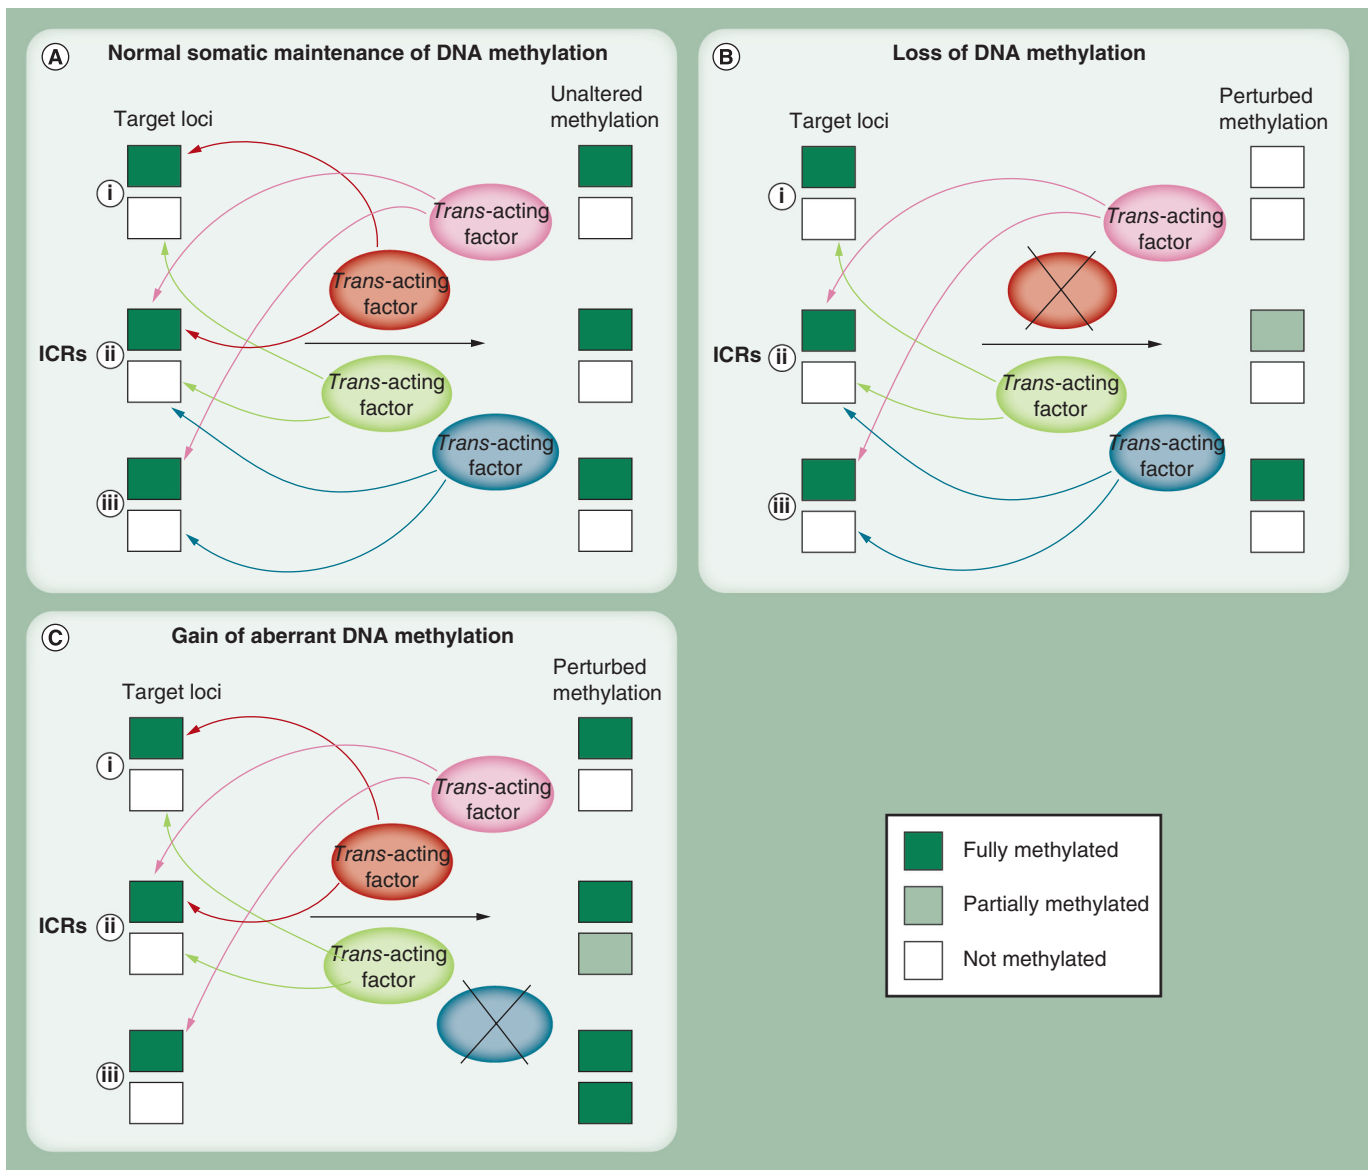 A
Normal somatic maintenance of DNA methylation
Target loci
Unaltered
methylation
i
Trans-acting
factor
Trans-acting
factor
ICRs
ii
Trans-acting
factor
Trans-acting
factor
iii
B
Loss of DNA methylation
Target loci
Perturbed
methylation
i
Trans-acting
factor
ICRs
ii
Trans-acting
factor
Trans-acting
factor
iii
C
Gain of aberrant DNA methylation
Target loci
Perturbed
methylation
i
Trans-acting
factor
Trans-acting
factor
ICRs
ii
Trans-acting
factor
iii
Fully methylated
Partially methylated
Not methylated